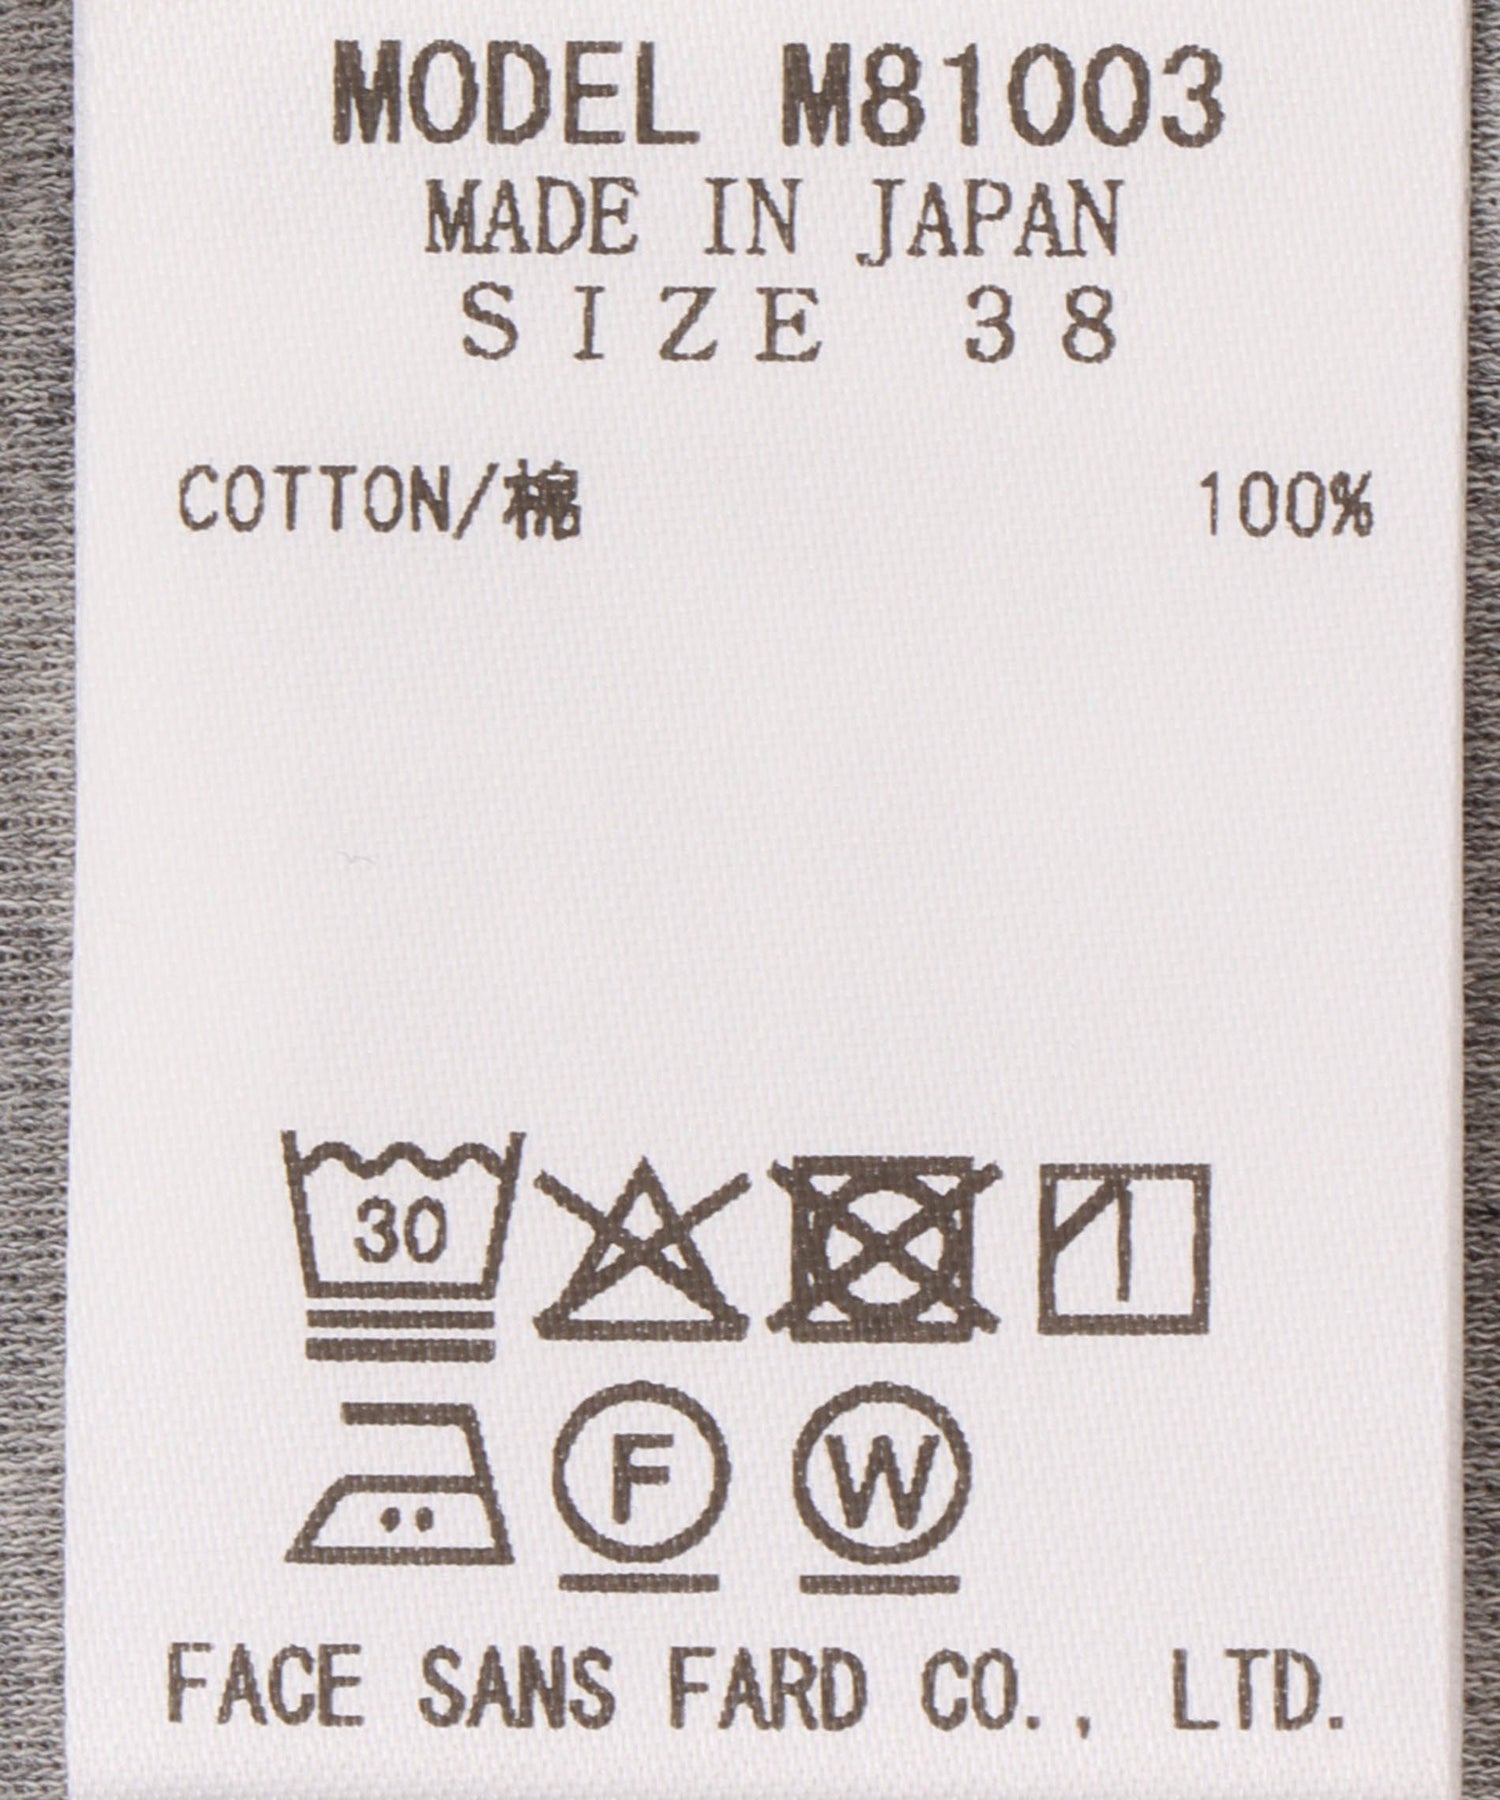 MODEL M81003
MADE IN JAPAN
SIZE 38
COTTON/棉 100%
30
F W
FACE SANS FARD CO., LTD.